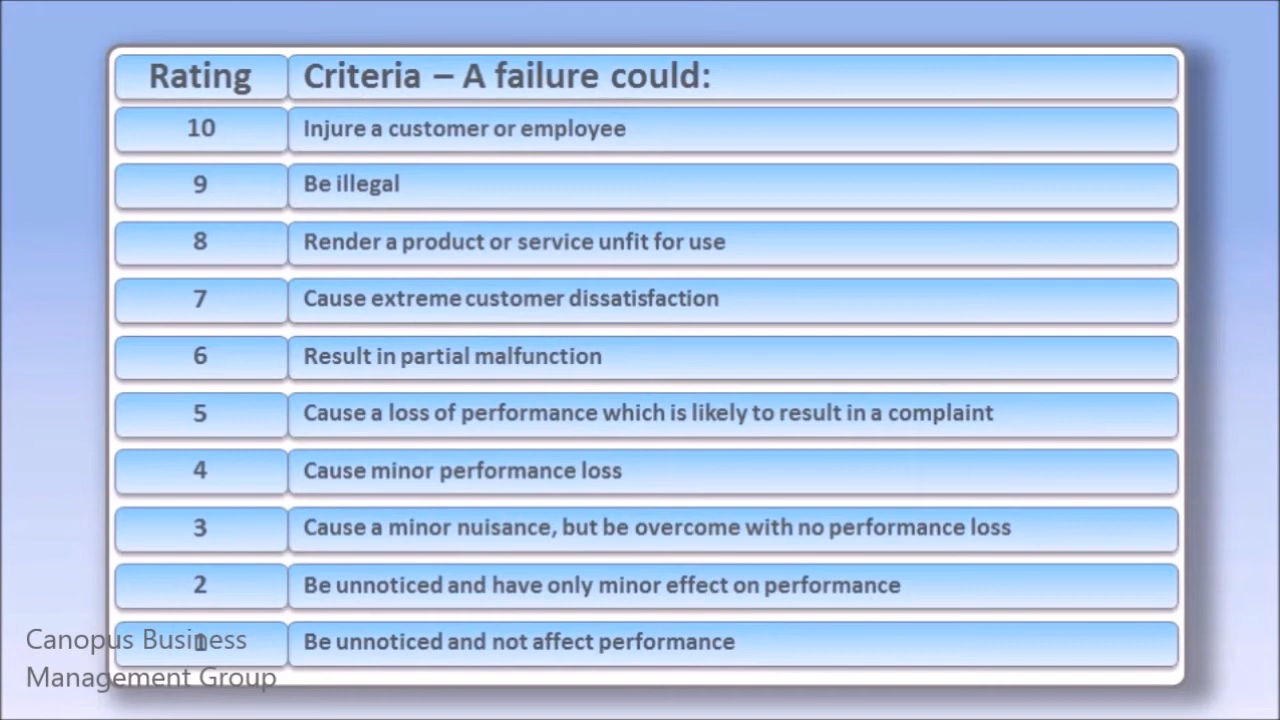 Rating Criteria – A failure could:
10 Injure a customer or employee
9 Be illegal
8 Render a product or service unfit for use
7 Cause extreme customer dissatisfaction
6 Result in partial malfunction
5 Cause a loss of performance which is likely to result in a complaint
4 Cause minor performance loss
3 Cause a minor nuisance, but be overcome with no performance loss
2 Be unnoticed and have only minor effect on performance
1 Be unnoticed and not affect performance
Canopus Business
Management Group